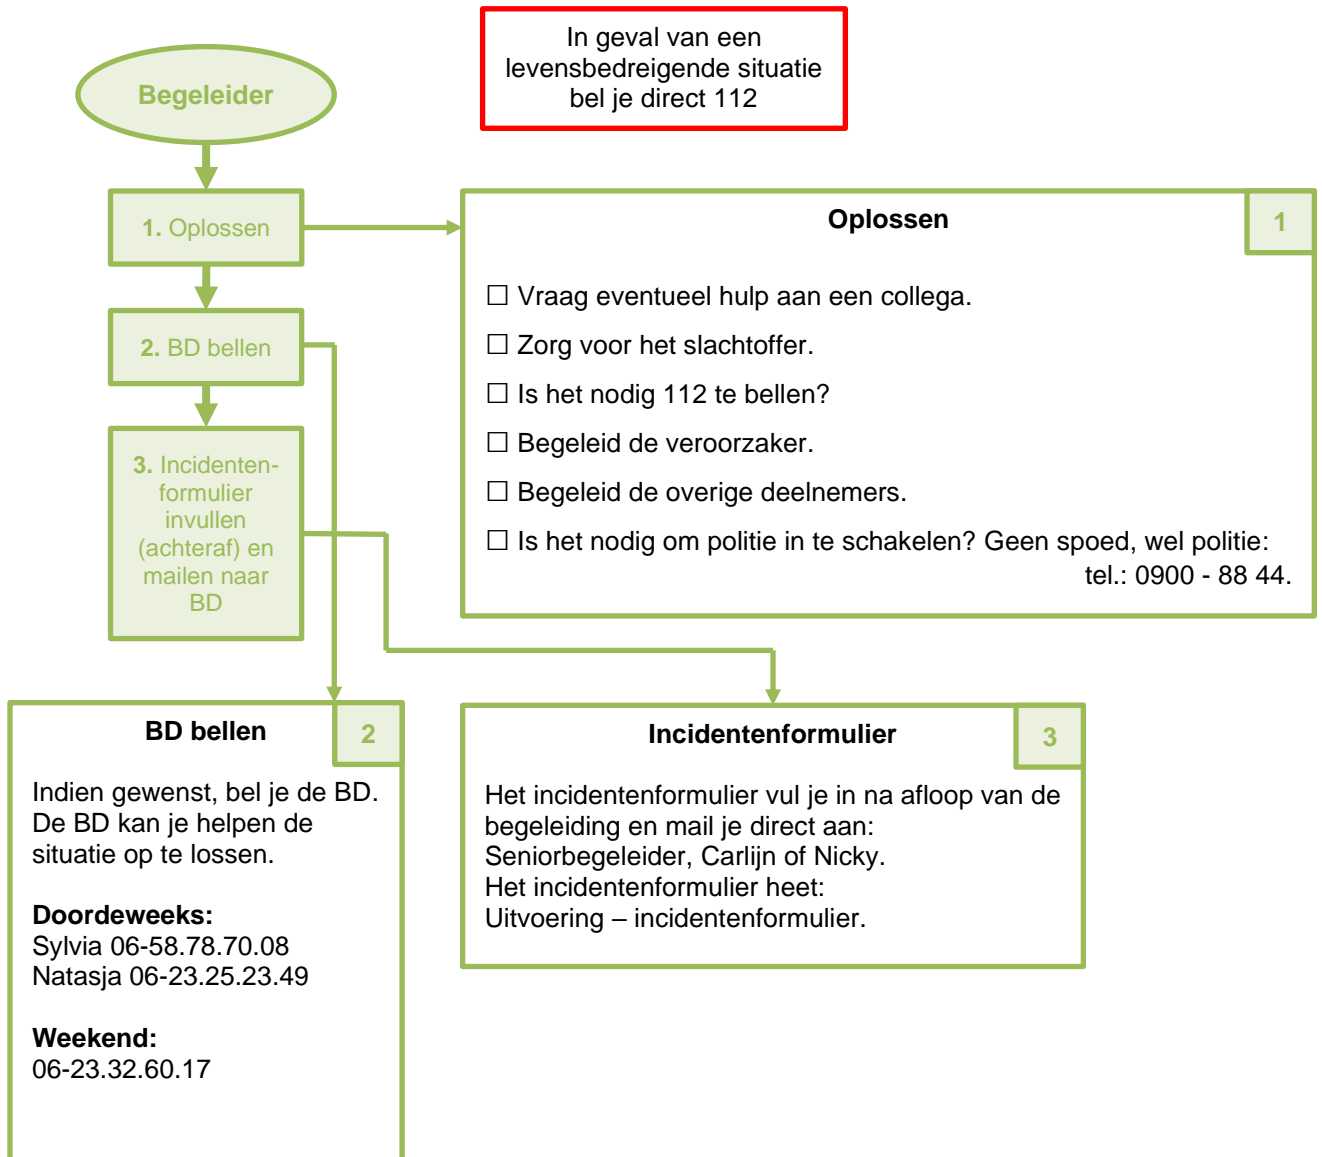 In geval van een
levensbedreigende situatie
bel je direct 112
Begeleider
1. Oplossen
2. BD bellen
3. Incidenten-
formulier
invullen
(achteraf) en
mailen naar
BD
Oplossen
1
☐ Vraag eventueel hulp aan een collega.
☐ Zorg voor het slachtoffer.
☐ Is het nodig 112 te bellen?
☐ Begeleid de veroorzaker.
☐ Begeleid de overige deelnemers.
☐ Is het nodig om politie in te schakelen? Geen spoed, wel politie:
tel.: 0900 - 88 44.
BD bellen
2
Indien gewenst, bel je de BD.
De BD kan je helpen de
situatie op te lossen.
Doordeweeks:
Sylvia 06-58.78.70.08
Natasja 06-23.25.23.49
Weekend:
06-23.32.60.17
Incidentenformulier
3
Het incidentenformulier vul je in na afloop van de
begeleiding en mail je direct aan:
Seniorbegeleider, Carlijn of Nicky.
Het incidentenformulier heet:
Uitvoering – incidentenformulier.